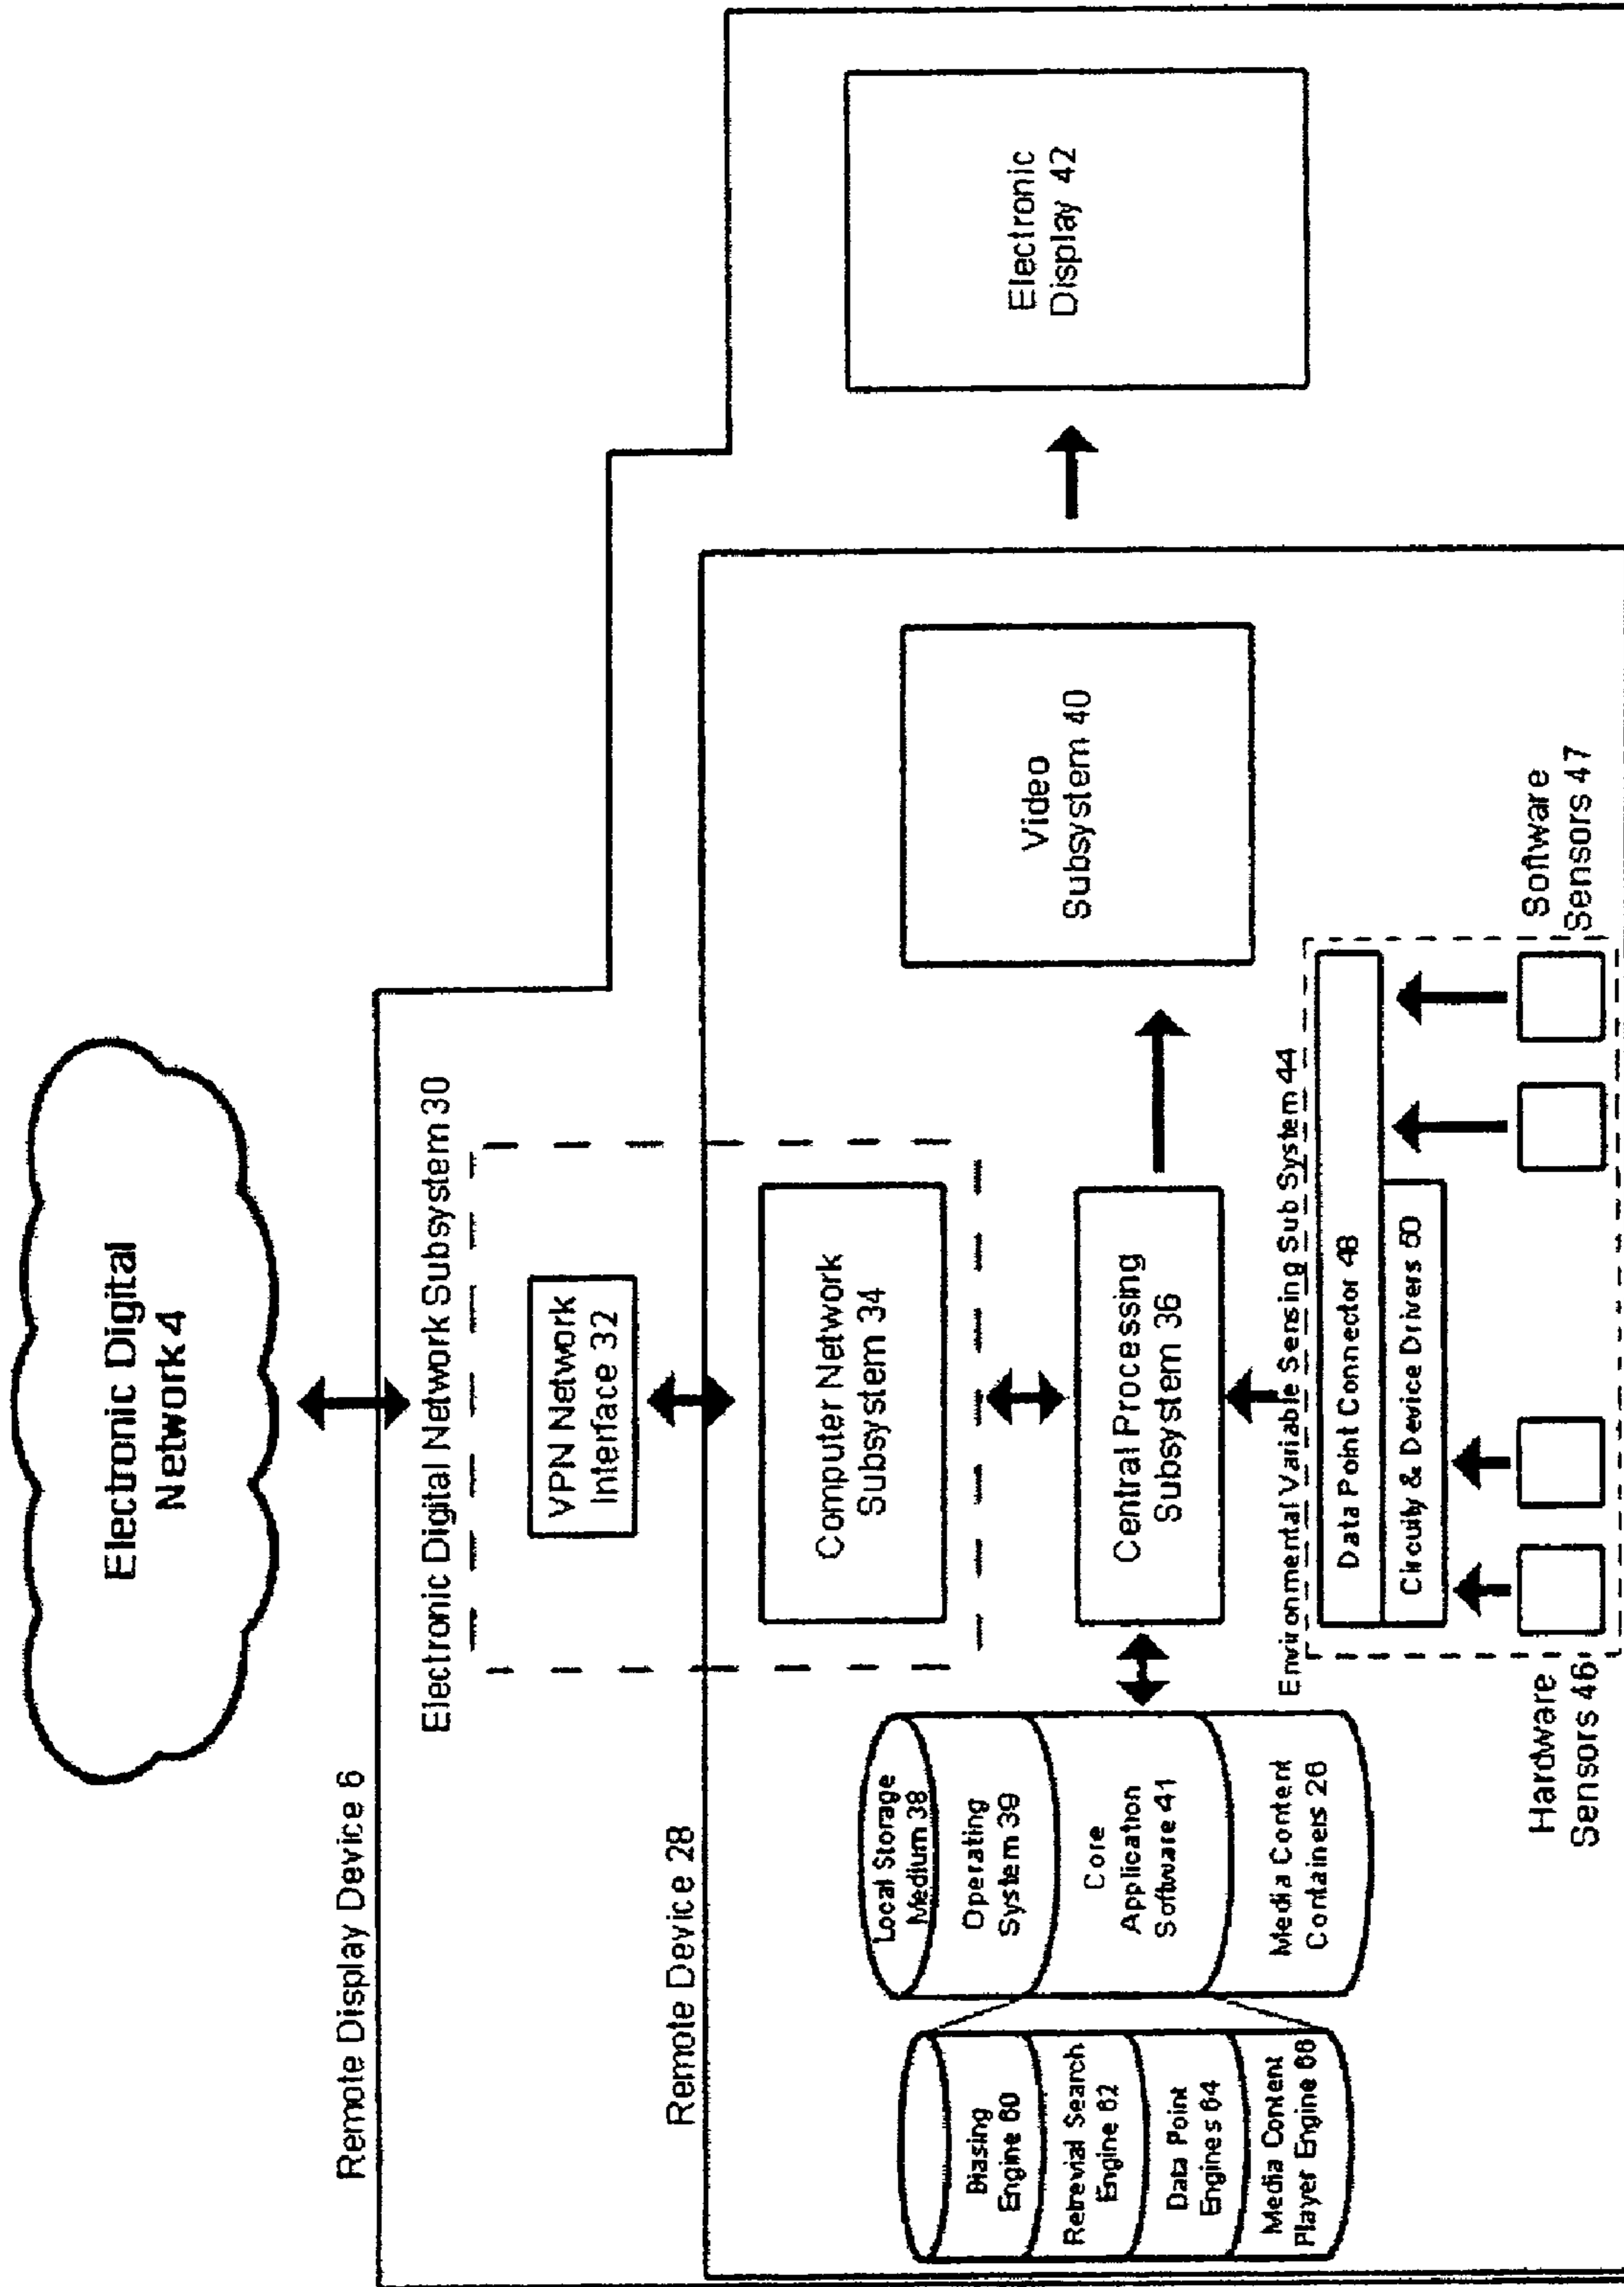 Electronic Digital
Network 4
Remote Display Device 6
Electronic Digital Network Subsystem 30
VPN Network
Interface 32
Remote Device 28
Computer Network
Subsystem 34
Central Processing
Subsystem 36
Video
Subsystem 40
Electronic
Display 42
Local Storage
Medium 38
Operating
System 39
Core
Application
Software 41
Media Content
Containers 26
Biasing
Engine 60
Retrevial Search
Engine 62
Data Point
Engines 64
Media Content
Player Engine 66
Environmental Variable Sensing Sub System 44
Data Point Connector 48
Circuity & Device Drivers 50
Hardware
Sensors 46
Software
Sensors 47